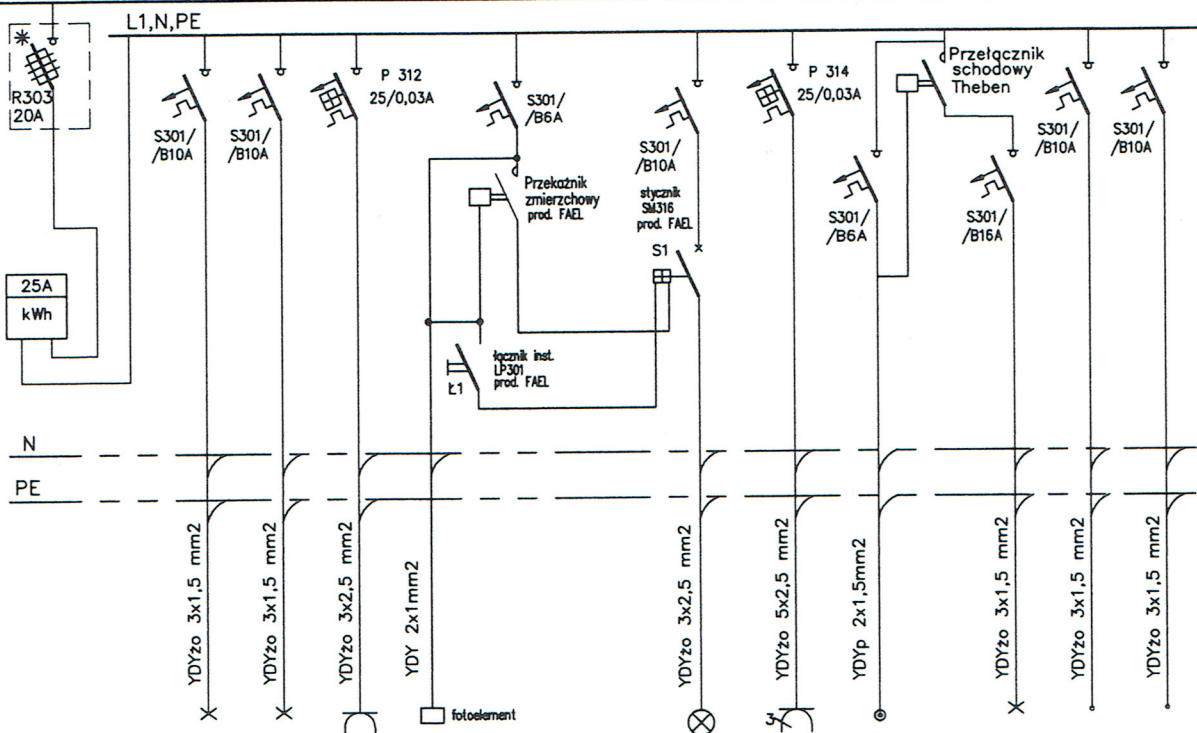 L1,N,PE
*
R303
20A
S301/
/B10A
S301/
/B10A
P 312
25/0,03A
S301/
/B6A
Przekaźnik
zmierzchowy
prod. FAEL
S301/
/B10A
stycznik
SM316
prod. FAEL
S1
P 314
25/0,03A
S301/
/B6A
Przełącznik
schodowy
Theben
S301/
/B16A
S301/
/B10A
S301/
/B10A
25A
kWh
łącznik inst.
LP301
prod. FAEL
Ł1
N
PE
YDYżo 3x1,5 mm2
YDYżo 3x1,5 mm2
YDYżo 3x2,5 mm2
YDY 2x1mm2
YDYżo 3x2,5 mm2
YDYżo 5x2,5 mm2
YDYp 2x1,5mm2
YDYżo 3x1,5 mm2
YDYżo 3x1,5 mm2
YDYżo 3x1,5 mm2
fotoelement
3